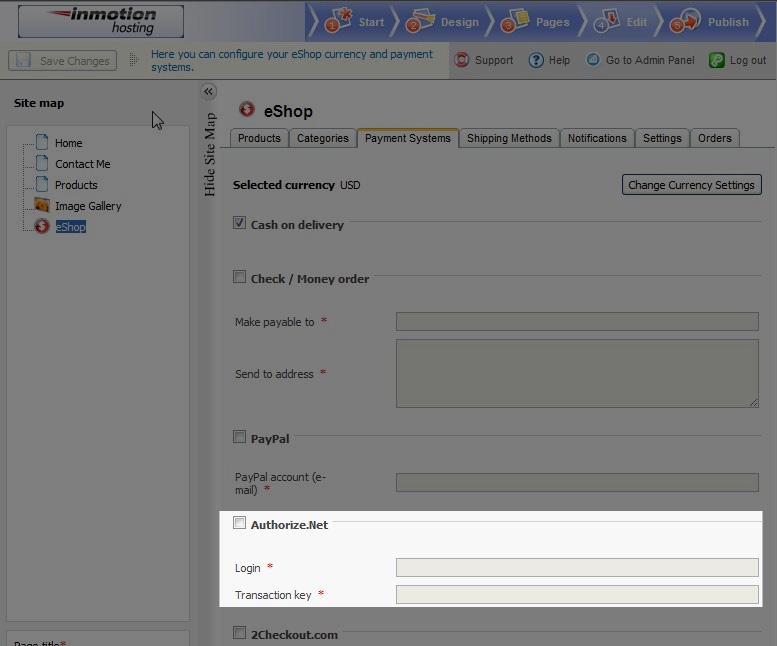 inmotion
hosting
1 Start
2 Design
3 Pages
4 Edit
5 Publish
Save Changes
Here you can configure your eShop currency and payment
systems.
Support
Help
Go to Admin Panel
Log out
Site map
Home
Contact Me
Products
Image Gallery
eShop
Page title*
Hide Site Map
eShop
Products
Categories
Payment Systems
Shipping Methods
Notifications
Settings
Orders
Selected currency USD
Change Currency Settings
Cash on delivery
Check / Money order
Make payable to *
Send to address *
PayPal
PayPal account (e-
mail) *
Authorize.Net
Login *
Transaction key *
2Checkout.com